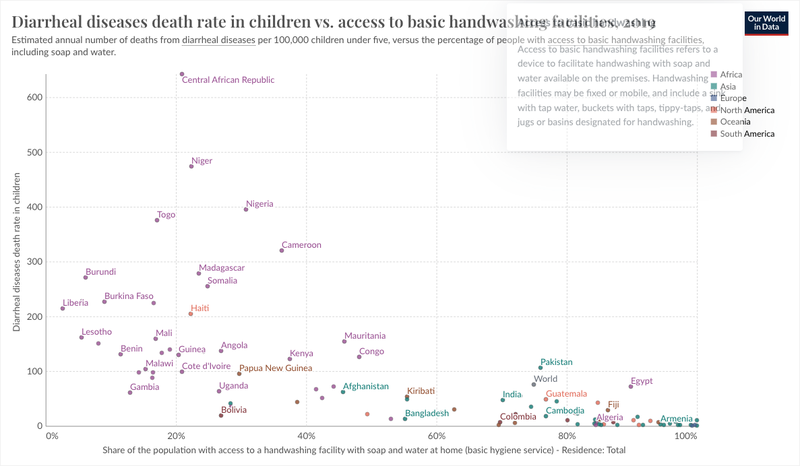 Diarrheal diseases death rate in children vs. access to basic handwashing facilities, 2019
Estimated annual number of deaths from diarrheal diseases per 100,000 children under five, versus the percentage of people with access to basic handwashing facilities,
including soap and water.
Our World
in Data
Access to basic handwashing facilities refers to a
device to facilitate handwashing with soap and
water available on the premises. Handwashing
facilities may be fixed or mobile, and include a sink
with tap water, buckets with taps, tippy-taps, and
jugs or basins designated for handwashing.
Africa
Asia
Europe
North America
Oceania
South America
Diarrheal diseases death rate in children
600
500
400
300
200
100
0
Central African Republic
Niger
Nigeria
Togo
Cameroon
Madagascar
Burundi
Somalia
Burkina Faso
Liberia
Haiti
Lesotho
Mali
Mauritania
Benin
Guinea
Angola
Kenya
Congo
Malawi
Cote d'Ivoire
Papua New Guinea
Pakistan
World
Egypt
Gambia
Uganda
Afghanistan
Kiribati
India
Guatemala
Bolivia
Bangladesh
Colombia
Cambodia
Fiji
Algeria
Armenia
0%
20%
40%
60%
80%
100%
Share of the population with access to a handwashing facility with soap and water at home (basic hygiene service) - Residence: Total